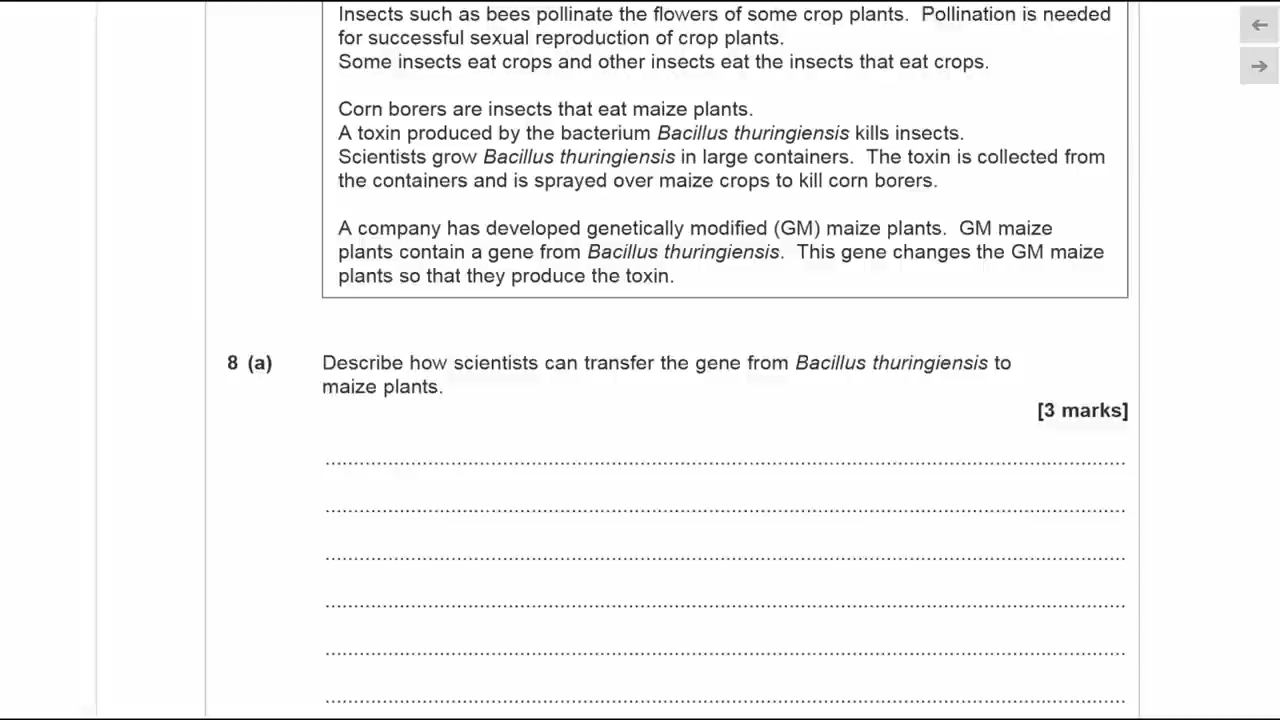 Insects such as bees pollinate the flowers of some crop plants. Pollination is needed
for successful sexual reproduction of crop plants.
Some insects eat crops and other insects eat the insects that eat crops.
Corn borers are insects that eat maize plants.
A toxin produced by the bacterium Bacillus thuringiensis kills insects.
Scientists grow Bacillus thuringiensis in large containers. The toxin is collected from
the containers and is sprayed over maize crops to kill corn borers.
A company has developed genetically modified (GM) maize plants. GM maize
plants contain a gene from Bacillus thuringiensis. This gene changes the GM maize
plants so that they produce the toxin.
8 (a) Describe how scientists can transfer the gene from Bacillus thuringiensis to
maize plants.
[3 marks]